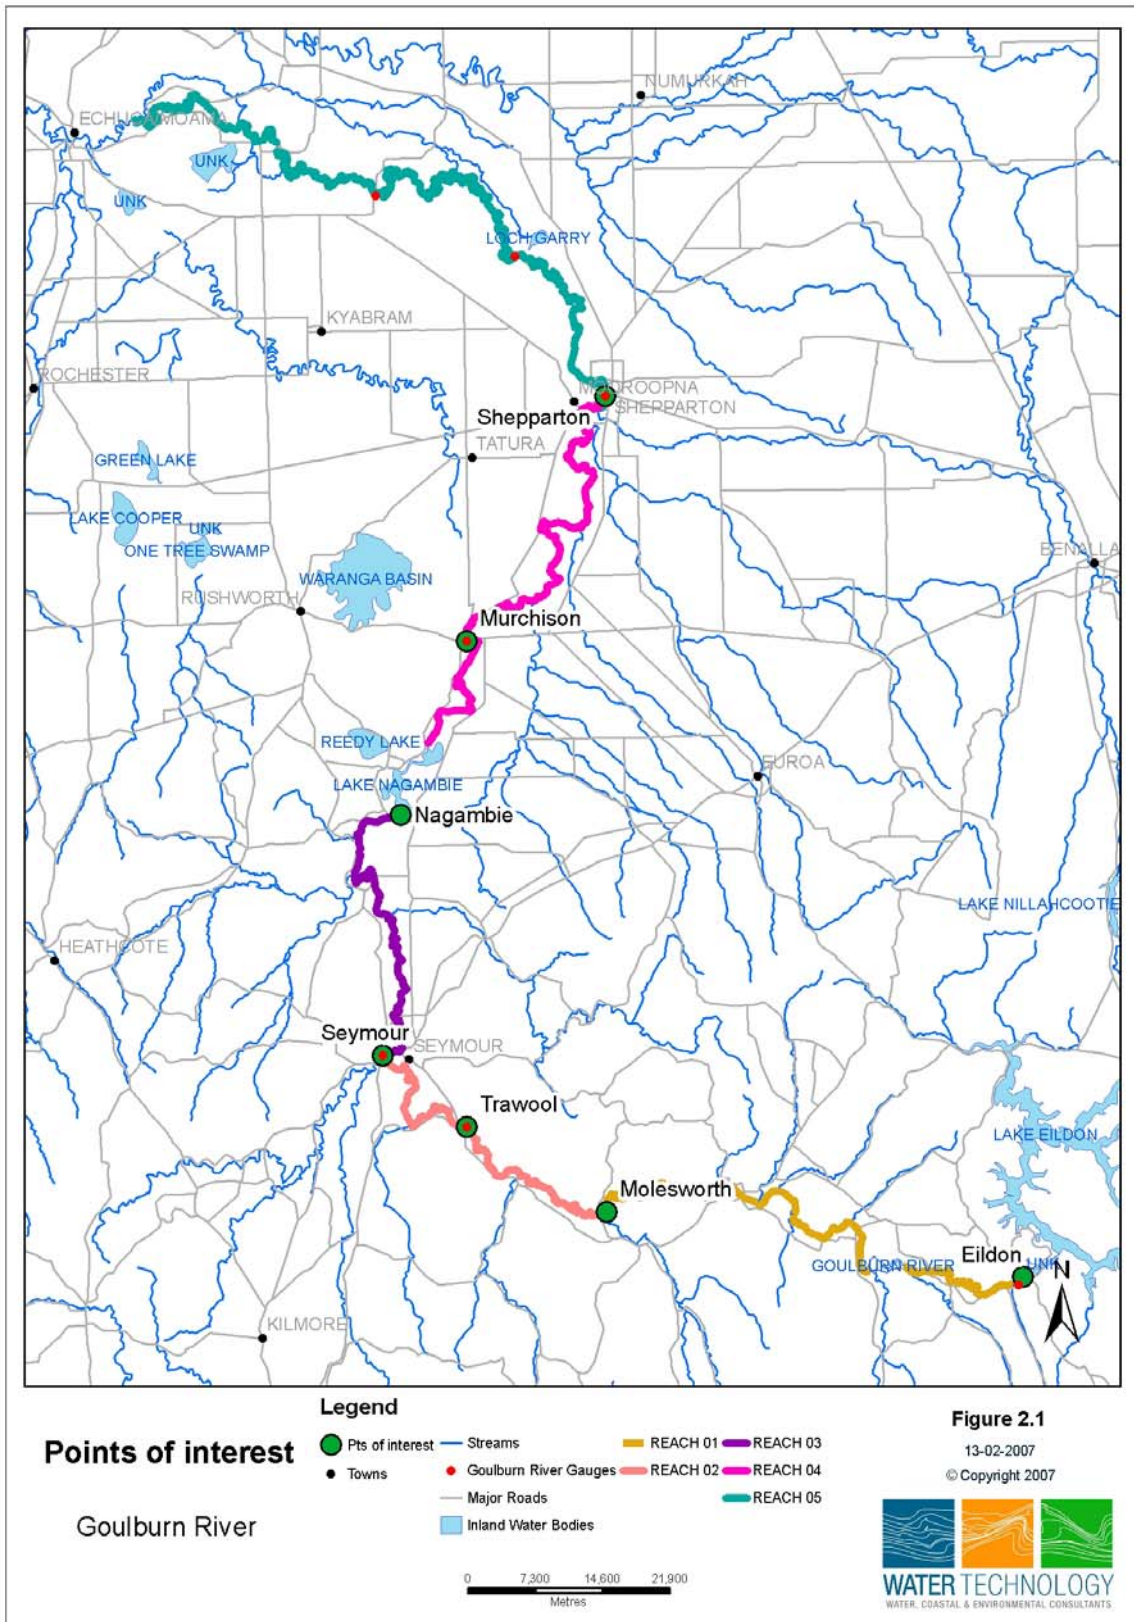 NUMURKAH
ECHUCA/MOAMA
UNK
UNK
LOCH GARRY
KYABRAM
ROCHESTER
MOOROOPNA
SHEPPARTON
Shepparton
TATURA
GREEN LAKE
LAKE COOPER
UNK
ONE TREE SWAMP
BENALLA
WARANGA BASIN
RUSHWORTH
Murchison
REEDY LAKE
EUROA
LAKE NAGAMBIE
Nagambie
LAKE NILLAHCOOTIE
HEATHCOTE
Seymour
SEYMOUR
Trawool
LAKE EILDON
Molesworth
Eildon
GOULBURN RIVER
UNK
N
KILMORE
Legend
Points of interest
Goulburn River
Pts of interest
Towns
Streams
Goulburn River Gauges
Major Roads
Inland Water Bodies
REACH 01
REACH 02
REACH 03
REACH 04
REACH 05
0 7,300 14,600 21,900
Metres
Figure 2.1
13-02-2007
© Copyright 2007
WATER TECHNOLOGY
WATER, COASTAL & ENVIRONMENTAL CONSULTANTS